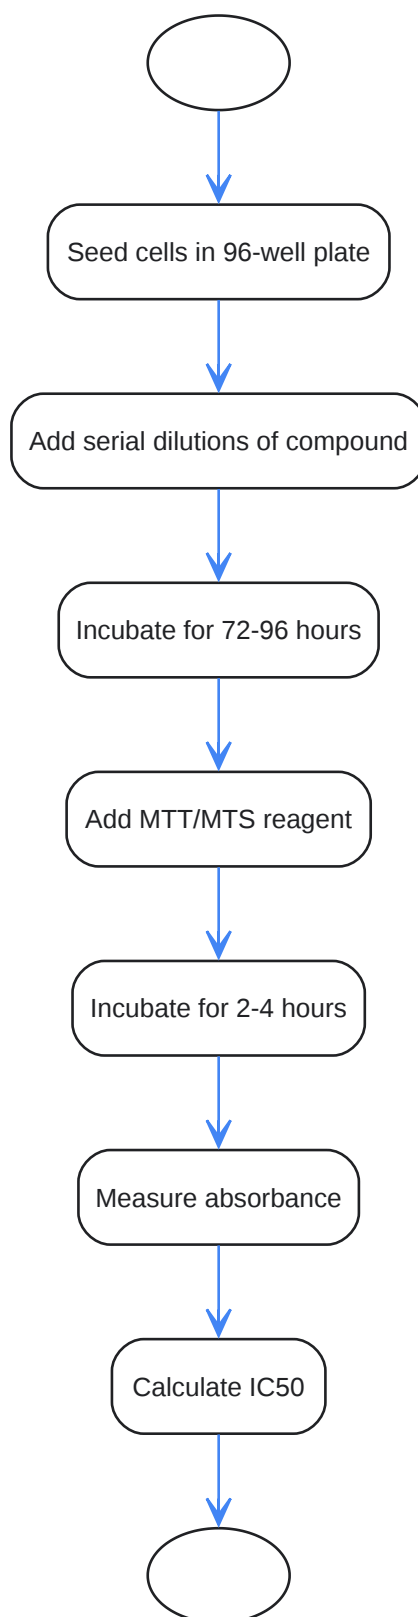 Seed cells in 96-well plate
Add serial dilutions of compound
Incubate for 72-96 hours
Add MTT/MTS reagent
Incubate for 2-4 hours
Measure absorbance
Calculate IC50